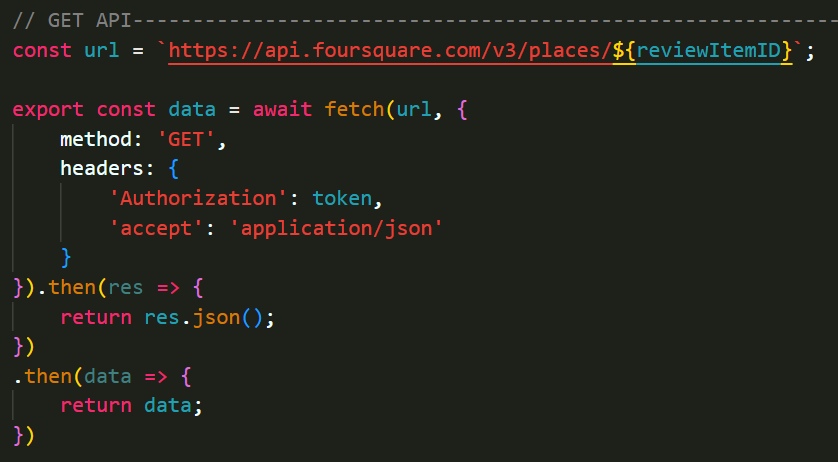 // GET API-----------------------------------------------------------
const url = `https://api.foursquare.com/v3/places/${reviewItemID}`;
export const data = await fetch(url, {
method: 'GET',
headers: {
'Authorization': token,
'accept': 'application/json'
}
}).then(res => {
return res.json();
})
.then(data => {
return data;
})